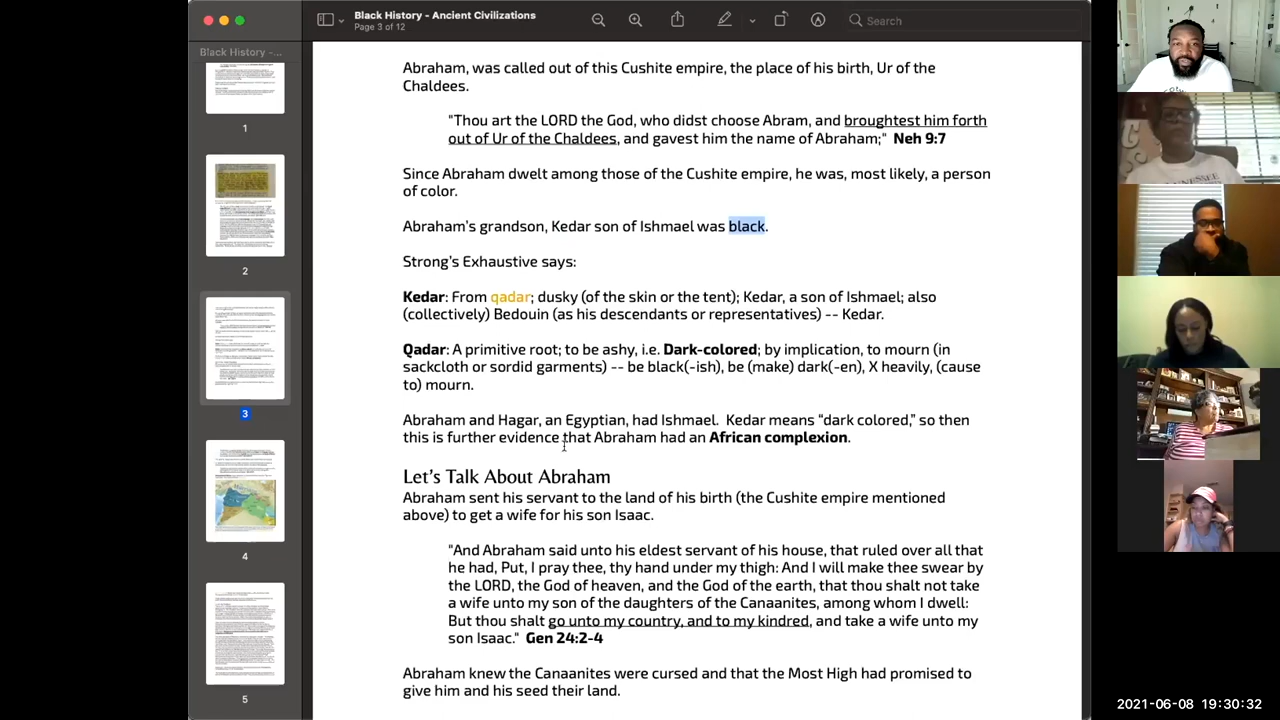 Black History - Ancient Civilizations
Page 3 of 12
Search
Black History -...
1
2
3
4
5
Abraham, was called out of this Cushite empire, the place of his birth, Ur of the
Chaldees.
"Thou art the LORD the God, who didst choose Abram, and broughtest him forth
out of Ur of the Chaldees, and gavest him the name of Abraham;" Neh 9:7
Since Abraham dwelt among those of the Cushite empire, he was, most likely, a person
of color.
Abraham's grandson, Kedar son of Ishmael was black.
Strong's Exhaustive says:
Kedar: From qadar; dusky (of the skin or the tent); Kedar, a son of Ishmael; also
(collectively) Bedouin (as his descendants or representatives) -- Kedar.
Qadar: A primitive root; to be ashy, i.e. Dark-colored; by implication, to mourn (in
sackcloth or sordid garments) -- be black(-ish), be (make) dark(-en), X heavily, (cause
to) mourn.
Abraham and Hagar, an Egyptian, had Ishmael. Kedar means “dark colored,” so then
this is further evidence that Abraham had an African complexion.
Let's Talk About Abraham
Abraham sent his servant to the land of his birth (the Cushite empire mentioned
above) to get a wife for his son Isaac.
"And Abraham said unto his eldest servant of his house, that ruled over all that
he had, Put, I pray thee, thy hand under my thigh: And I will make thee swear by
the LORD, the God of heaven, and the God of the earth, that thou shalt not take
a wife unto my son of the daughters of the Canaanites, among whom I dwell:
But thou shalt go unto my country, and to my kindred, and take a wife unto my
son Isaac." Gen 24:2-4
Abraham knew the Canaanites were cursed and that the Most High had promised to
give him and his seed their land.
2021-06-08 19:30:32